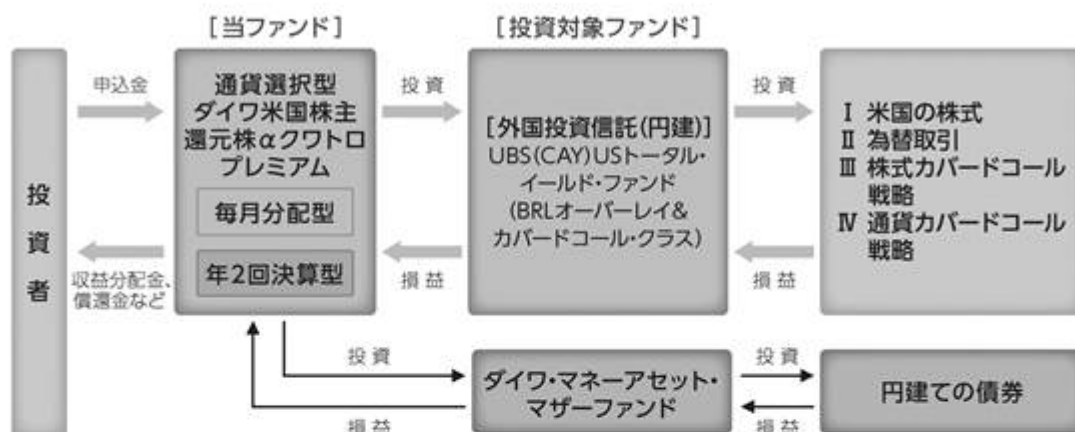 [当ファンド]
[投資対象ファンド]
投資者
申込金
収益分配金、
償還金など
通貨選択型
ダイワ米国株主
還元株αクワトロ
プレミアム
毎月分配型
年2回決算型
投資
損益
[外国投資信託(円建)]
UBS(CAY)USトータル・
イールド・ファンド
(BRLオーバーレイ&
カバードコール・クラス)
投資
損益
Ⅰ 米国の株式
Ⅱ 為替取引
Ⅲ 株式カバードコール
戦略
Ⅳ 通貨カバードコール
戦略
投資
損益
ダイワ・マネーアセット・
マザーファンド
投資
損益
円建ての債券